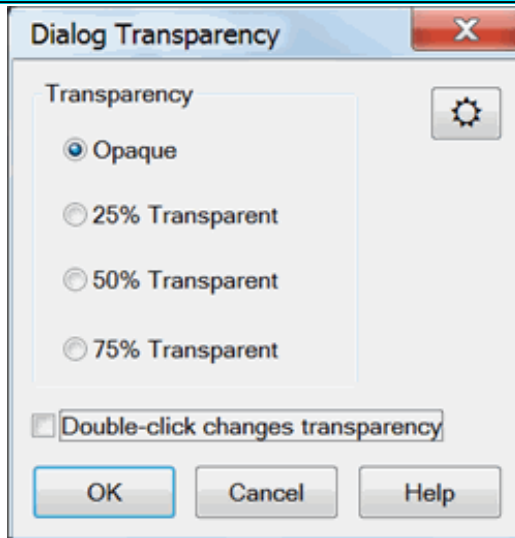 Dialog Transparency
Transparency
Opaque
25% Transparent
50% Transparent
75% Transparent
Double-click changes transparency
OK Cancel Help